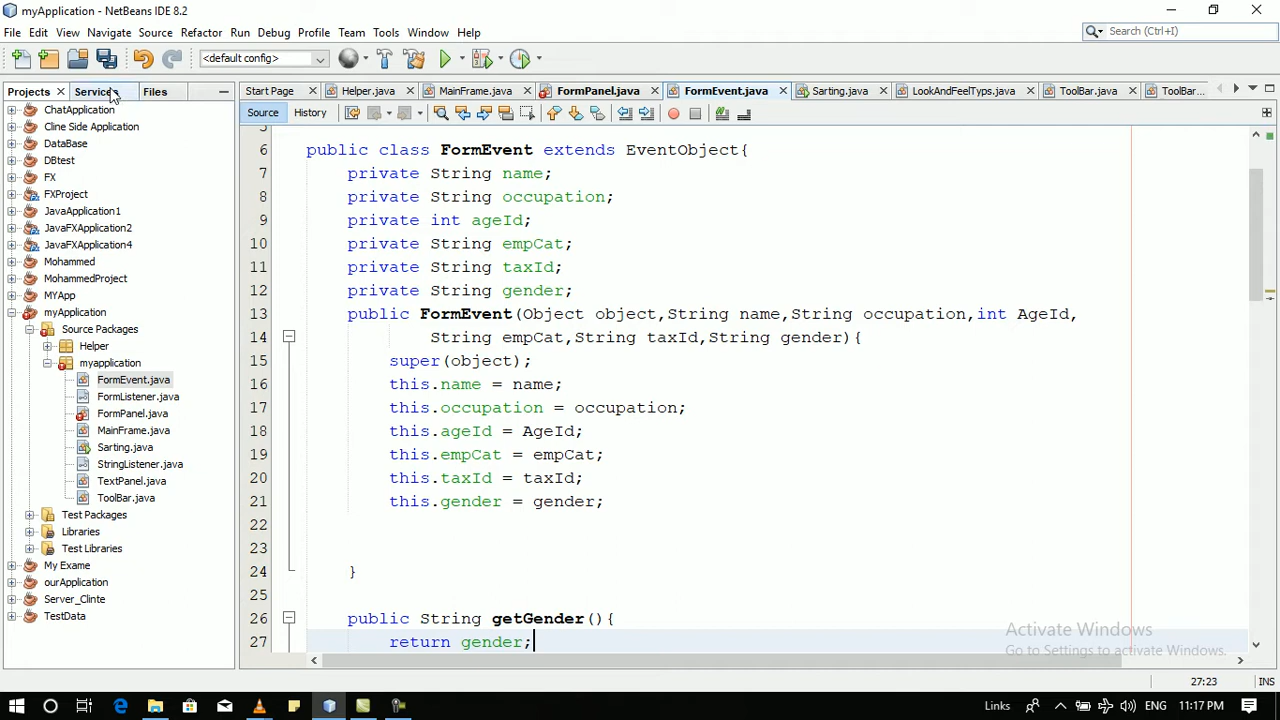 myApplication - NetBeans IDE 8.2
File Edit View Navigate Source Refactor Run Debug Profile Team Tools Window Help
Search (Ctrl+I)
<default config>
Projects Services Files
Start Page Helper.java MainFrame.java FormPanel.java FormEvent.java Sarting.java LookAndFeelTyps.java ToolBar.java ToolBar...
Source History
ChatApplication
Cline Side Application
DataBase
DBtest
FX
FXProject
JavaApplication1
JavaFXApplication2
JavaFXApplication4
Mohammed
MohammedProject
MYApp
myApplication
Source Packages
Helper
myapplication
FormEvent.java
FormListener.java
FormPanel.java
MainFrame.java
Sarting.java
StringListener.java
TextPanel.java
ToolBar.java
Test Packages
Libraries
Test Libraries
My Exame
ourApplication
Server_Clinte
TestData
6 public class FormEvent extends EventObject{
7 private String name;
8 private String occupation;
9 private int ageId;
10 private String empCat;
11 private String taxId;
12 private String gender;
13 public FormEvent(Object object,String name,String occupation,int AgeId,
14 String empCat,String taxId,String gender){
15 super(object);
16 this.name = name;
17 this.occupation = occupation;
18 this.ageId = AgeId;
19 this.empCat = empCat;
20 this.taxId = taxId;
21 this.gender = gender;
22
23
24 }
25
26 public String getGender(){
27 return gender;
Activate Windows
Go to Settings to activate Windows.
27:23 INS
Links ENG 11:17 PM